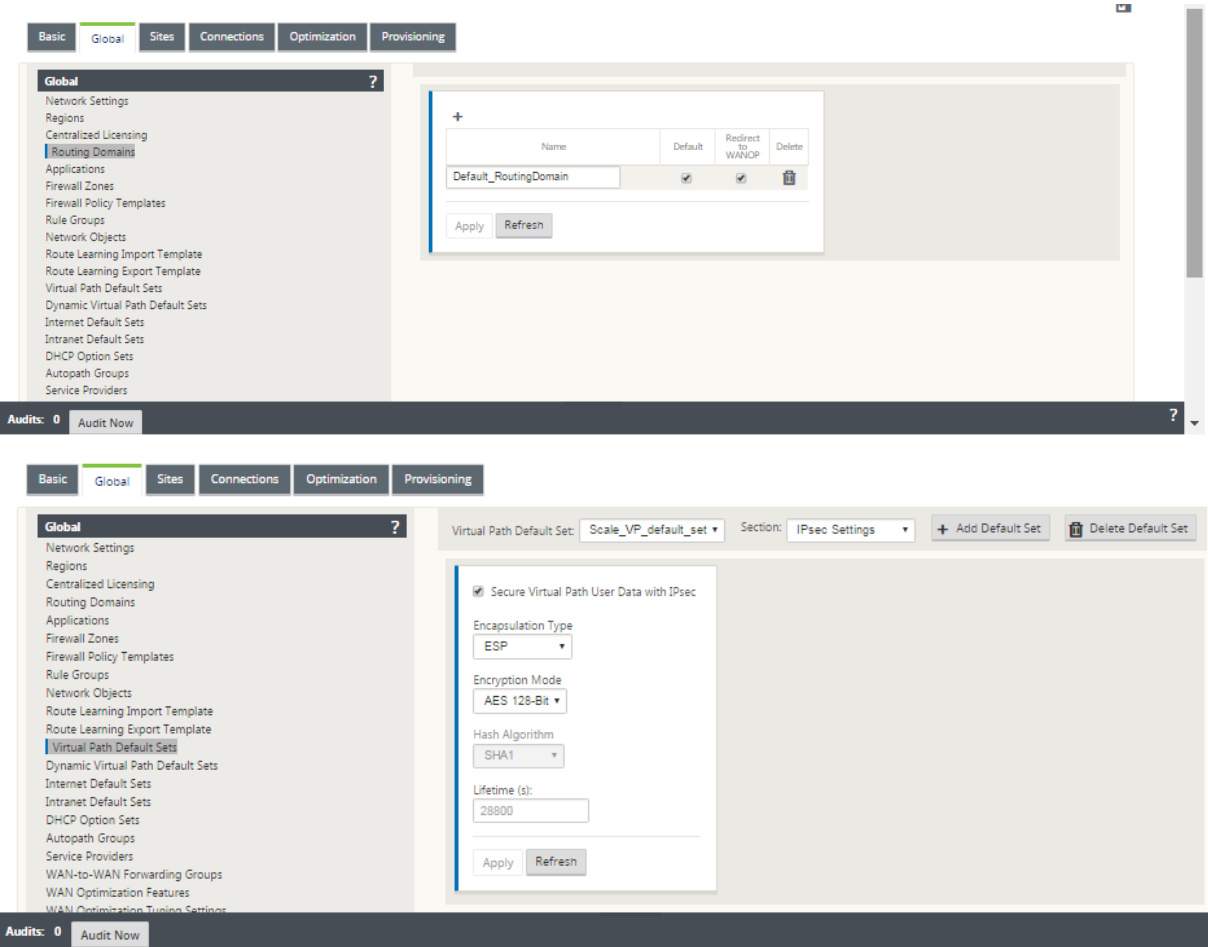 Basic Global Sites Connections Optimization Provisioning
Global ?
Network Settings
Regions
Centralized Licensing
Routing Domains
Applications
Firewall Zones
Firewall Policy Templates
Rule Groups
Network Objects
Route Learning Import Template
Route Learning Export Template
Virtual Path Default Sets
Dynamic Virtual Path Default Sets
Internet Default Sets
Intranet Default Sets
DHCP Option Sets
Autopath Groups
Service Providers
+
Name Default Redirect to WANOP Delete
Default_RoutingDomain
Apply Refresh
Audits: 0 Audit Now ?
Basic Global Sites Connections Optimization Provisioning
Global ?
Network Settings
Regions
Centralized Licensing
Routing Domains
Applications
Firewall Zones
Firewall Policy Templates
Rule Groups
Network Objects
Route Learning Import Template
Route Learning Export Template
Virtual Path Default Sets
Dynamic Virtual Path Default Sets
Internet Default Sets
Intranet Default Sets
DHCP Option Sets
Autopath Groups
Service Providers
WAN-to-WAN Forwarding Groups
WAN Optimization Features
WAN Optimization Tuning Settings
Virtual Path Default Set: Scale_VP_default_set Section: IPsec Settings + Add Default Set Delete Default Set
Secure Virtual Path User Data with IPsec
Encapsulation Type
ESP
Encryption Mode
AES 128-Bit
Hash Algorithm
SHA1
Lifetime (s):
28800
Apply Refresh
Audits: 0 Audit Now